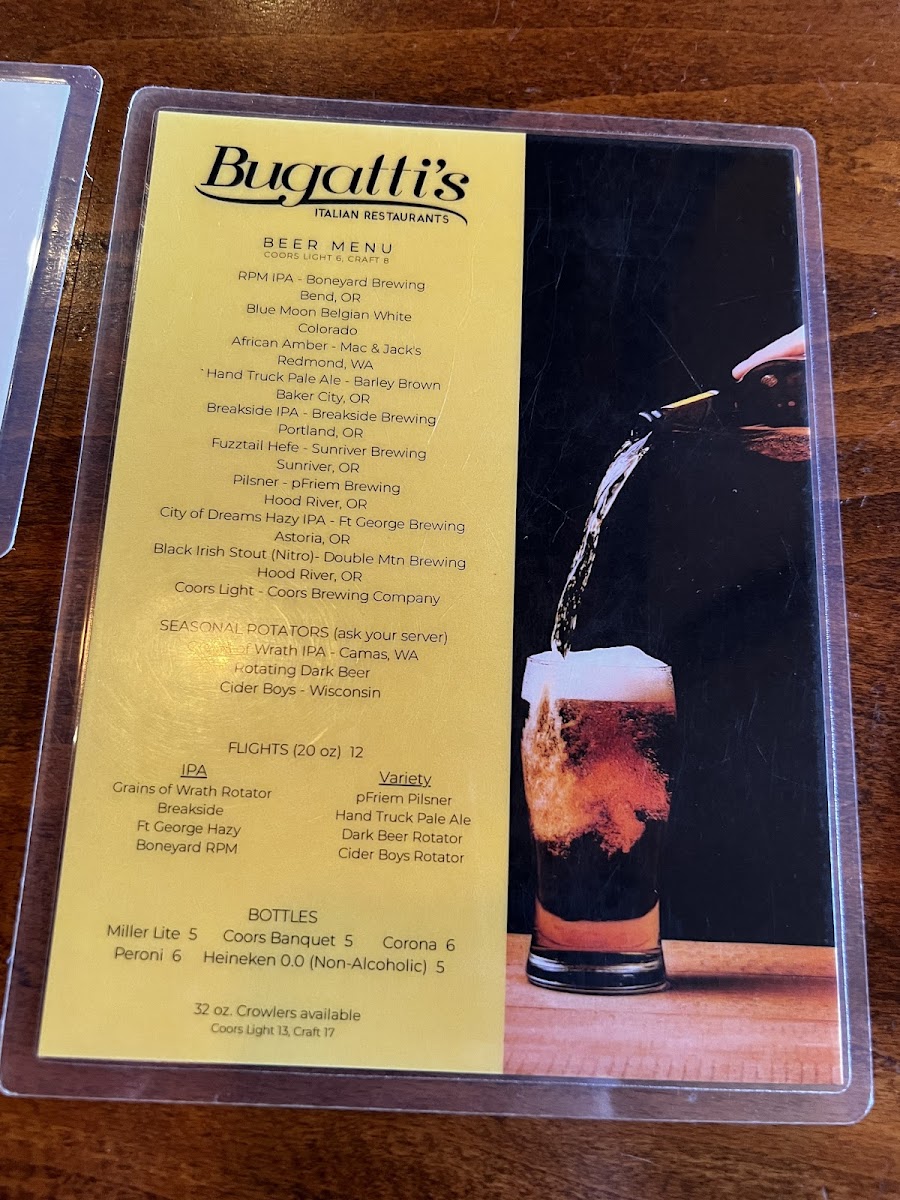 Bugatti's
ITALIAN RESTAURANTS
BEER MENU
COORS LIGHT 6, CRAFT 8
RPM IPA - Boneyard Brewing
Bend, OR
Blue Moon Belgian White
Colorado
African Amber - Mac & Jack's
Redmond, WA
Hand Truck Pale Ale - Barley Brown
Baker City, OR
Breakside IPA - Breakside Brewing
Portland, OR
Fuzztail Hefe - Sunriver Brewing
Sunriver, OR
Pilsner - pFriem Brewing
Hood River, OR
City of Dreams Hazy IPA - Ft George Brewing
Astoria, OR
Black Irish Stout (Nitro)- Double Mtn Brewing
Hood River, OR
Coors Light - Coors Brewing Company
SEASONAL ROTATORS (ask your server)
of Wrath IPA - Camas, WA
Rotating Dark Beer
Cider Boys - Wisconsin
FLIGHTS (20 oz) 12
IPA
Grains of Wrath Rotator
Breakside
Ft George Hazy
Boneyard RPM
Variety
pFriem Pilsner
Hand Truck Pale Ale
Dark Beer Rotator
Cider Boys Rotator
BOTTLES
Miller Lite 5 Coors Banquet 5 Corona 6
Peroni 6 Heineken 0.0 (Non-Alcoholic) 5
32 oz. Crowlers available
Coors Light 13, Craft 17